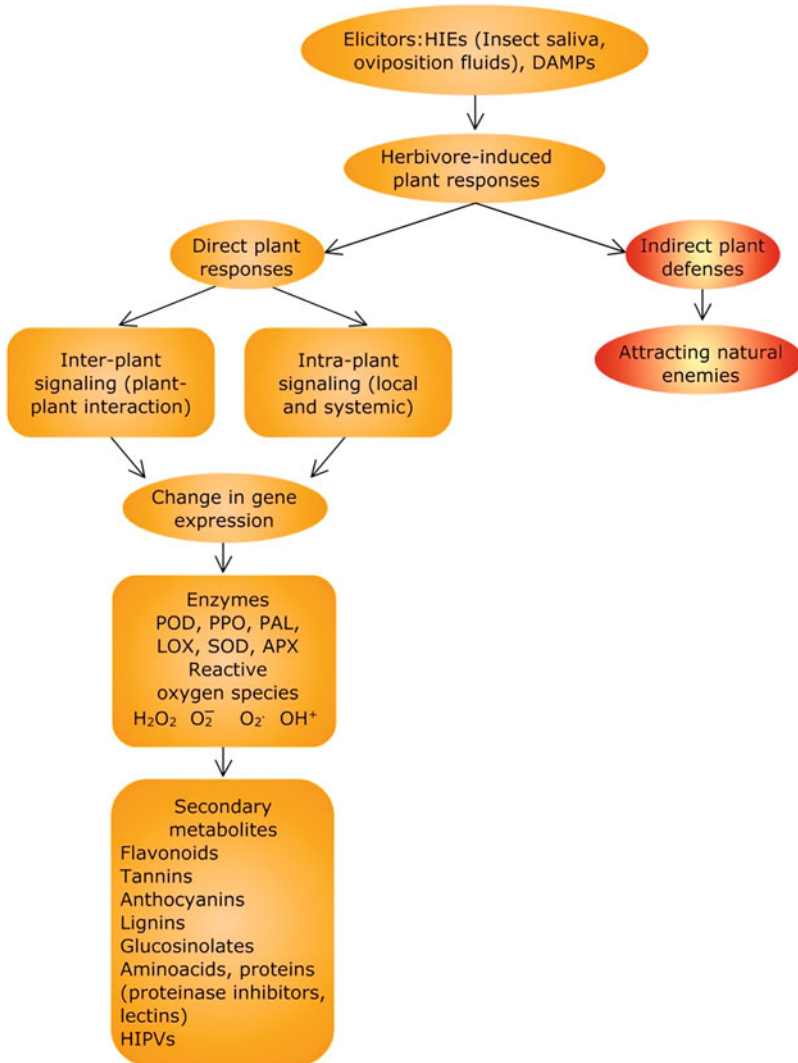 Elicitors:HIEs (Insect saliva,
oviposition fluids), DAMPs
Herbivore-induced
plant responses
Direct plant
responses
Indirect plant
defenses
Inter-plant
signaling (plant-
plant interaction)
Intra-plant
signaling (local
and systemic)
Attracting natural
enemies
Change in gene
expression
Enzymes
POD, PPO, PAL,
LOX, SOD, APX
Reactive
oxygen species
H₂O₂ O₂⁻ O₂· OH⁺
Secondary
metabolites
Flavonoids
Tannins
Anthocyanins
Lignins
Glucosinolates
Aminoacids, proteins
(proteinase inhibitors,
lectins)
HIPVs